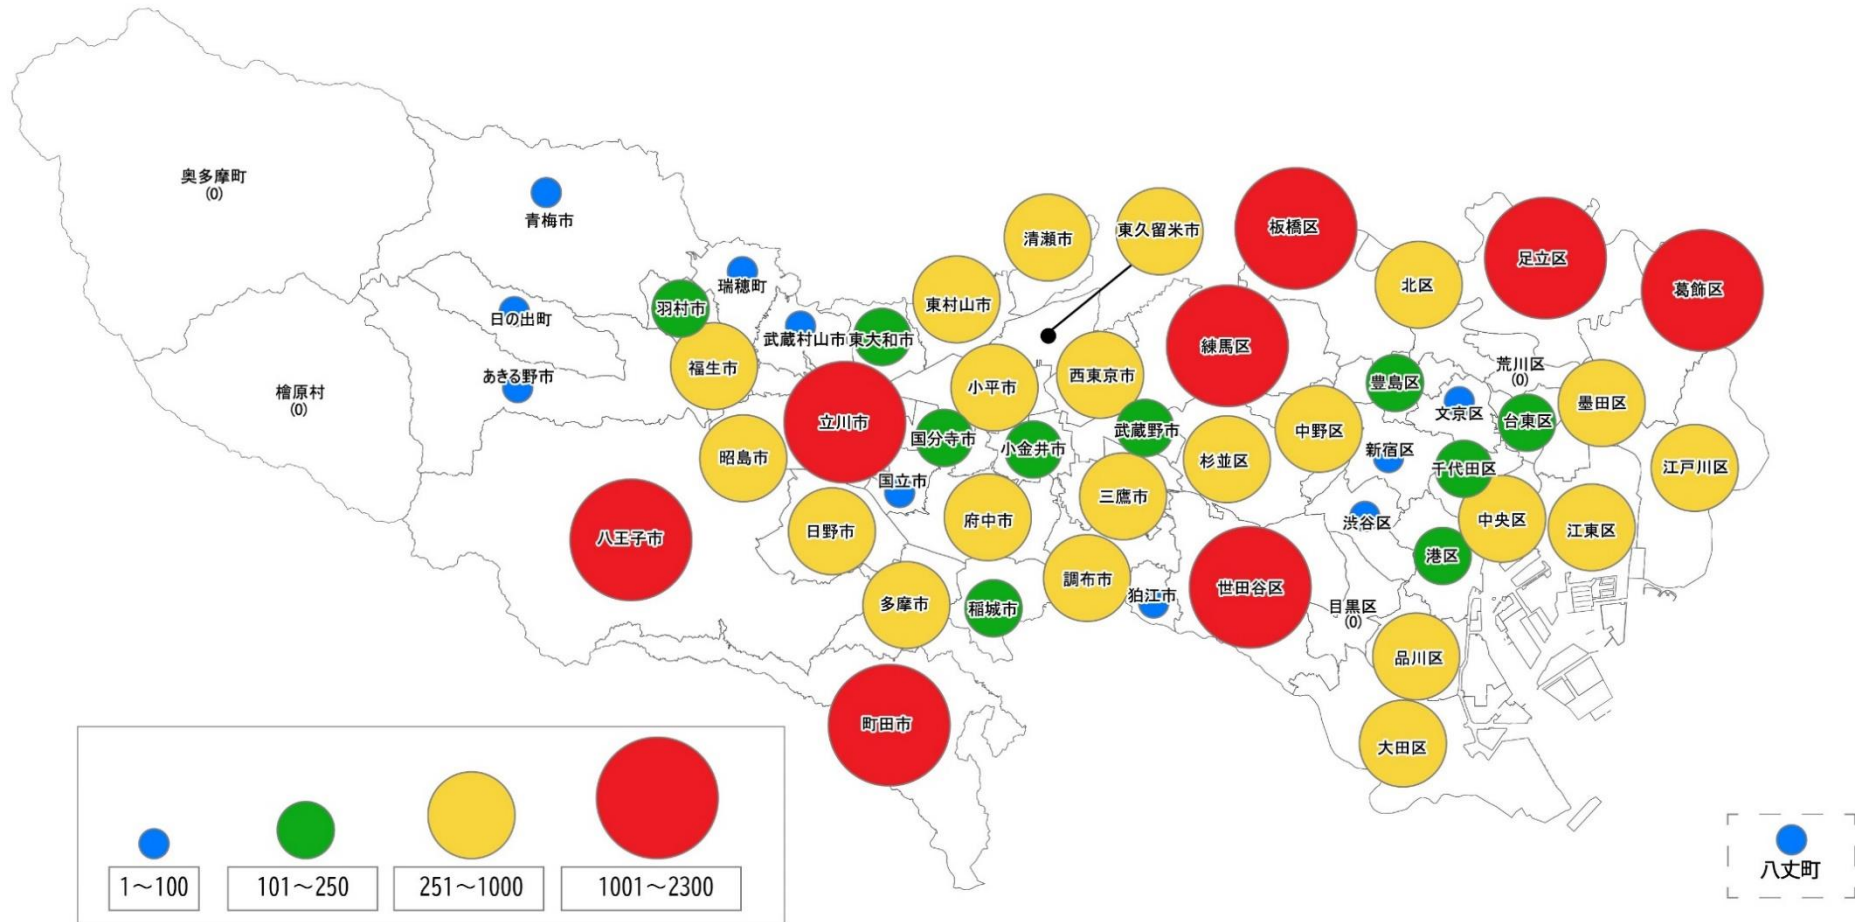 奥多摩町
(0)
青梅市
瑞穂町
羽村市
日の出町
武蔵村山市
東大和市
あきる野市
福生市
檜原村
(0)
清瀬市
東久留米市
東村山市
板橋区
足立区
北区
葛飾区
練馬区
小平市
西東京市
荒川区
(0)
豊島区
文京区
台東区
墨田区
立川市
国分寺市
小金井市
武蔵野市
中野区
新宿区
千代田区
江戸川区
昭島市
杉並区
国立市
三鷹市
府中市
渋谷区
中央区
江東区
日野市
八王子市
港区
調布市
世田谷区
狛江市
多摩市
稲城市
目黒区
(0)
品川区
町田市
大田区
八丈町
1～100
101～250
251～1000
1001～2300